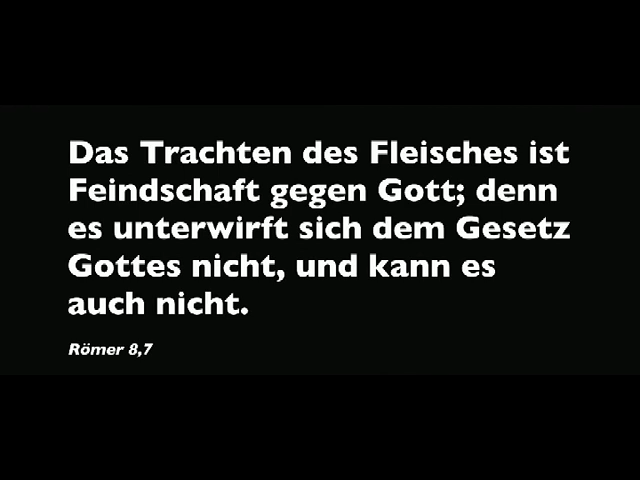 Das Trachten des Fleisches ist
Feindschaft gegen Gott; denn
es unterwirft sich dem Gesetz
Gottes nicht, und kann es
auch nicht.
Römer 8,7